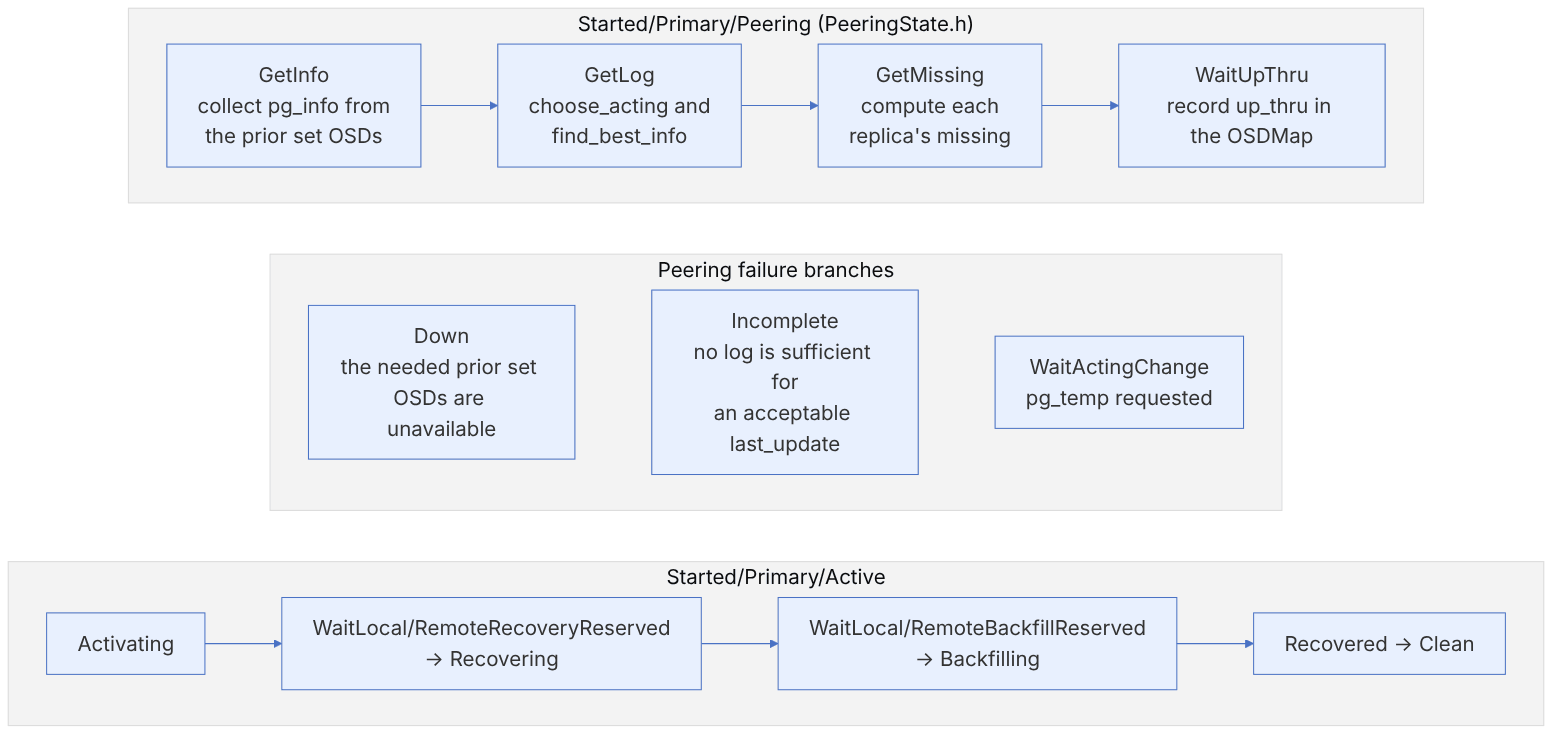 Started/Primary/Peering (PeeringState.h)
GetInfo
collect pg_info from
the prior set OSDs
GetLog
choose_acting and
find_best_info
GetMissing
compute each
replica's missing
WaitUpThru
record up_thru in
the OSDMap
Peering failure branches
Down
the needed prior set
OSDs are
unavailable
Incomplete
no log is sufficient
for
an acceptable
last_update
WaitActingChange
pg_temp requested
Started/Primary/Active
Activating
WaitLocal/RemoteRecoveryReserved
→ Recovering
WaitLocal/RemoteBackfillReserved
→ Backfilling
Recovered → Clean